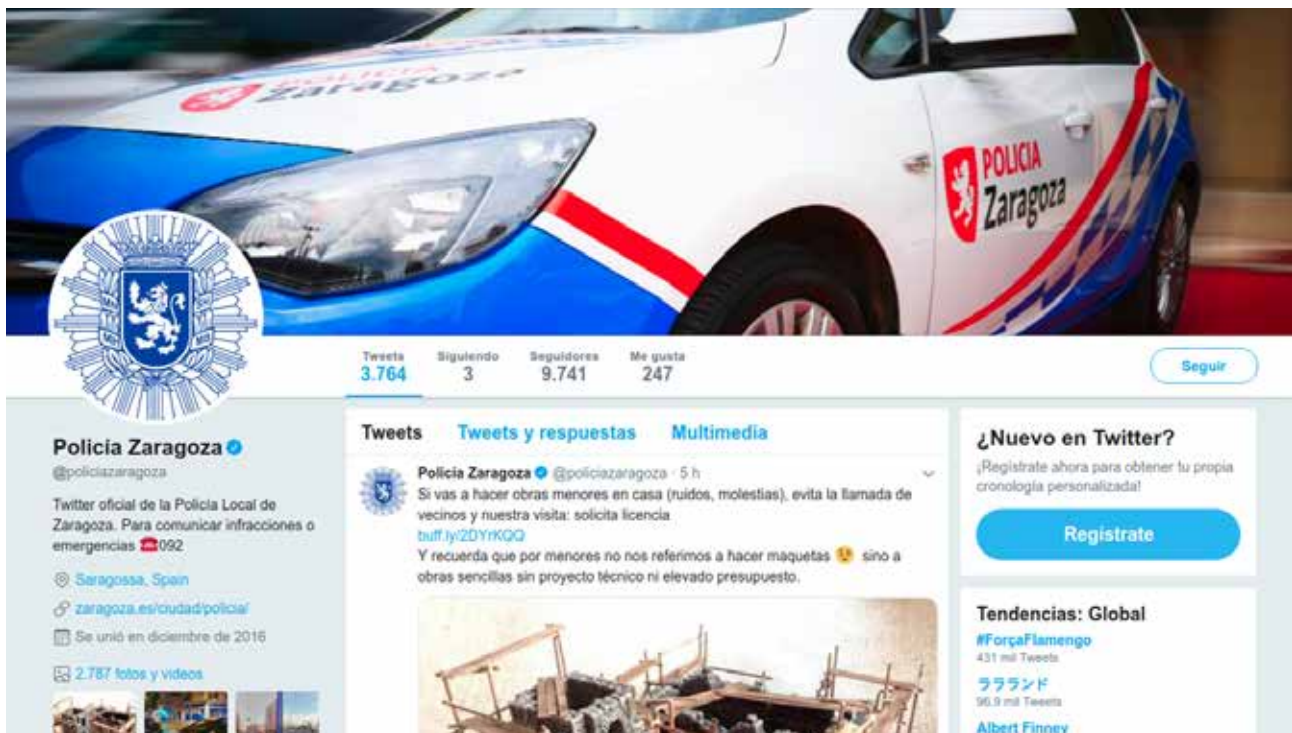 POLICIA
Zaragoza
POLICIA
Zaragoza
Tweets
3.764
Siguiendo
3
Seguidores
9.741
Me gusta
247
Seguir
Policía Zaragoza
@policiazaragoza
Twitter oficial de la Policía Local de
Zaragoza. Para comunicar infracciones o
emergencias ☎️092
Saragossa, Spain
zaragoza.es/ciudad/policia/
Se unió en diciembre de 2016
2.787 fotos y vídeos
Tweets Tweets y respuestas Multimedia
Policía Zaragoza @policiazaragoza · 5 h
Si vas a hacer obras menores en casa (ruidos, molestias), evita la llamada de
vecinos y nuestra visita: solicita licencia
buff.ly/2DYrKQQ
Y recuerda que por menores no nos referimos a hacer maquetas 😉 sino a
obras sencillas sin proyecto técnico ni elevado presupuesto.
¿Nuevo en Twitter?
¡Regístrate ahora para obtener tu propia
cronología personalizada!
Regístrate
Tendencias: Global
#ForçaFlamengo
431 mil Tweets
ララランド
96.9 mil Tweets
Albert Finney